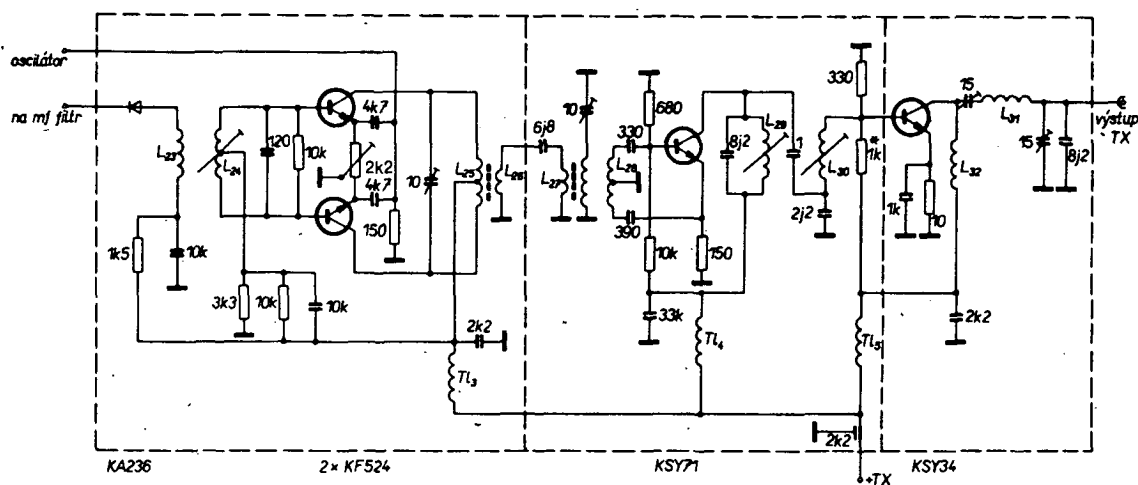 oscilátor
na mf filtr
L23
L24
1k5
10k
3k3
10k
10k
120
10k
4k7
2k2
4k7
150
10
L25
L26
2k2
Tl3
6j8
L27
10
330
L28
390
680
10k
33k
150
8j2
L29
1
L30
2j2
Tl4
330
1k*
Tl5
2k2
1k
10
L32
2k2
15
L31
15
8j2
výstup
TX
KA236
2 × KF524
KSY71
KSY34
+TX